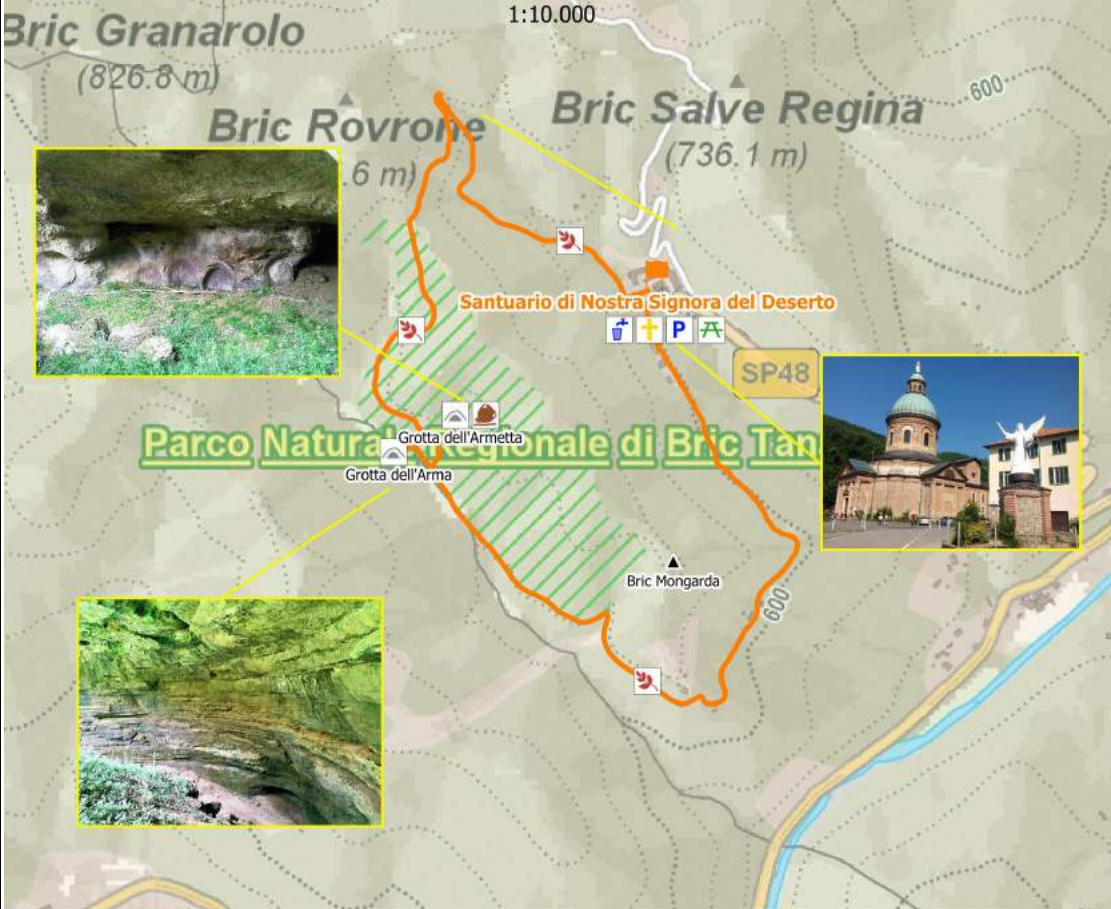 1:10.000
Bric Granarolo
(826.8 m)
Bric Rovrone
.6 m)
Bric Salve Regina
(736.1 m)
600
Santuario di Nostra Signora del Deserto
P
SP48
Parco Natural
egionale di Bric Tan
Grotta dell'Armetta
Grotta dell'Arma
Bric Mongarda
600